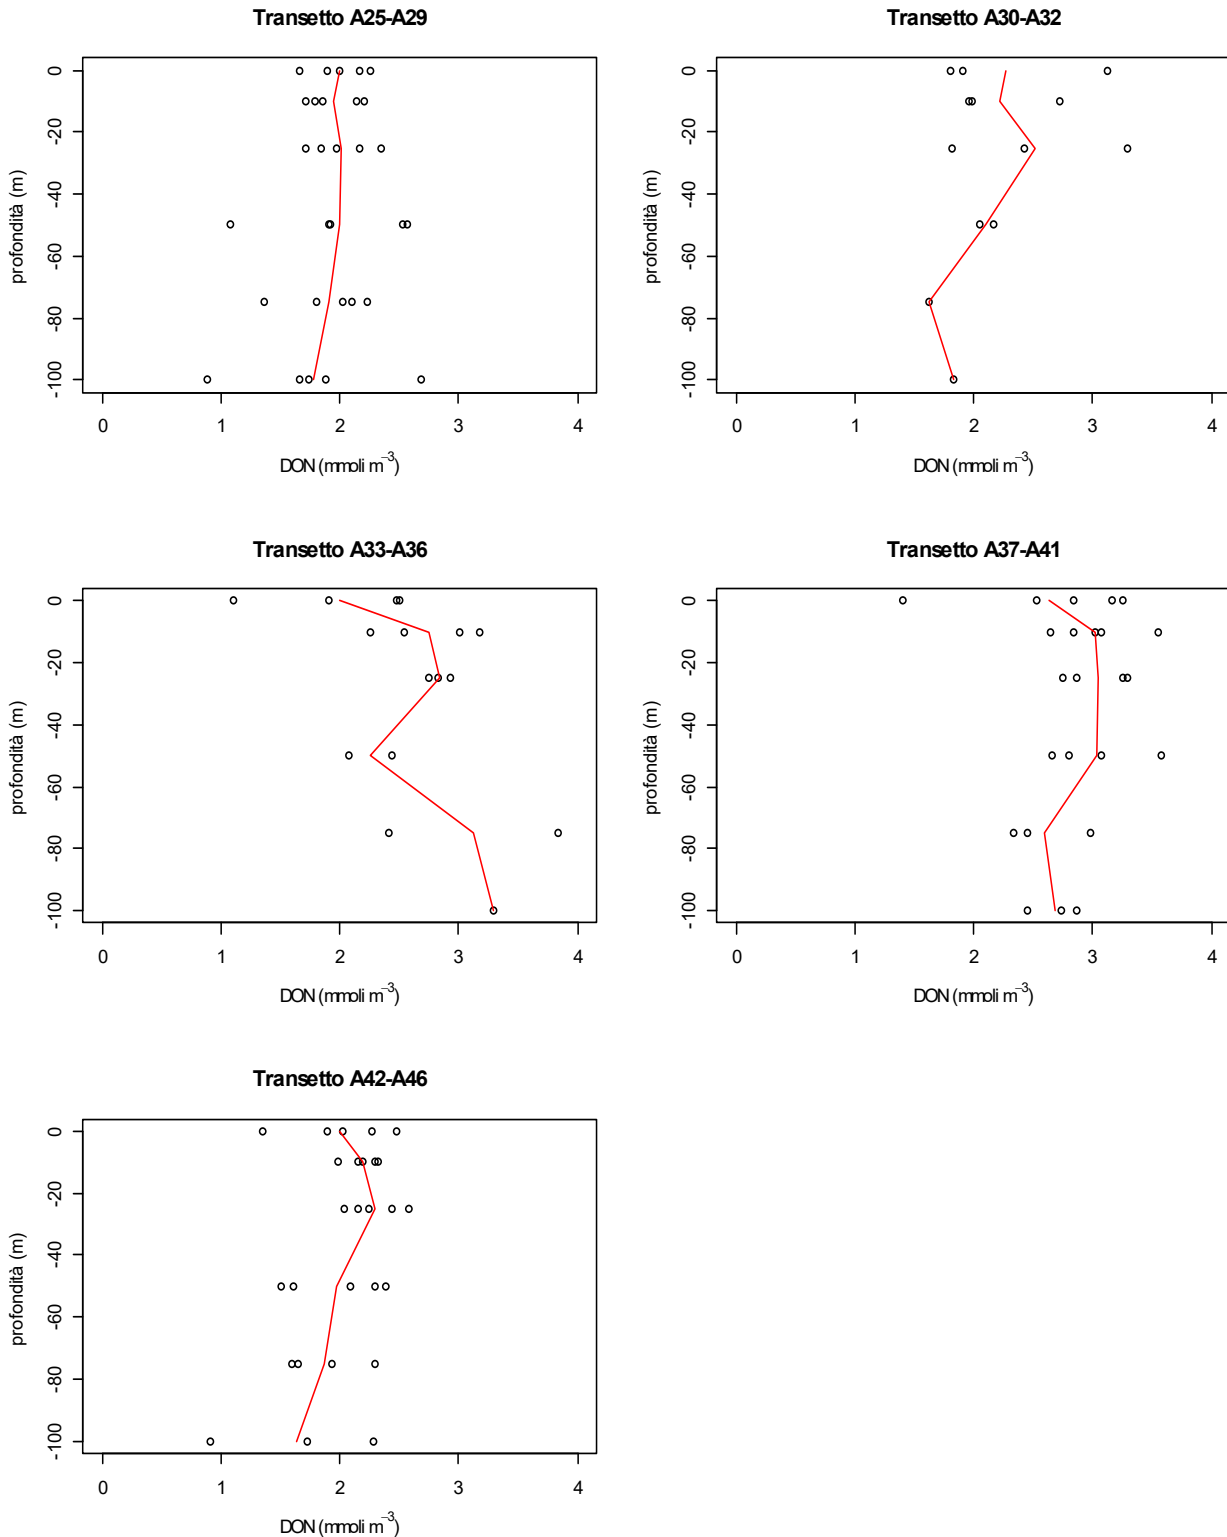 Transetto A25-A29
0
-20
-40
-60
-80
-100
profondità (m)
0 1 2 3 4
DON (mmoli m⁻³)
Transetto A30-A32
0
-20
-40
-60
-80
-100
profondità (m)
0 1 2 3 4
DON (mmoli m⁻³)
Transetto A33-A36
0
-20
-40
-60
-80
-100
profondità (m)
0 1 2 3 4
DON (mmoli m⁻³)
Transetto A37-A41
0
-20
-40
-60
-80
-100
profondità (m)
0 1 2 3 4
DON (mmoli m⁻³)
Transetto A42-A46
0
-20
-40
-60
-80
-100
profondità (m)
0 1 2 3 4
DON (mmoli m⁻³)